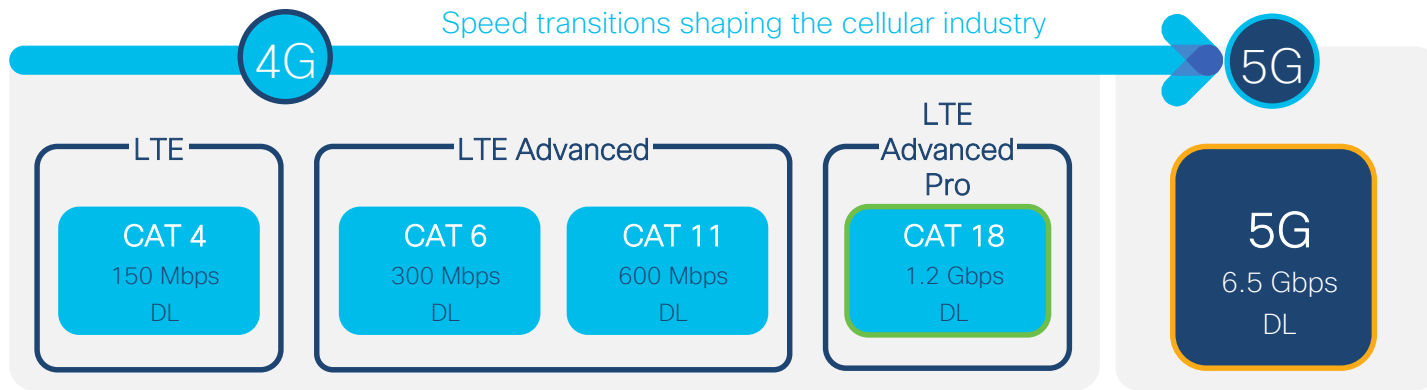 Speed transitions shaping the cellular industry
4G
5G
LTE
CAT 4
150 Mbps
DL
LTE Advanced
CAT 6
300 Mbps
DL
CAT 11
600 Mbps
DL
LTE
Advanced
Pro
CAT 18
1.2 Gbps
DL
5G
6.5 Gbps
DL